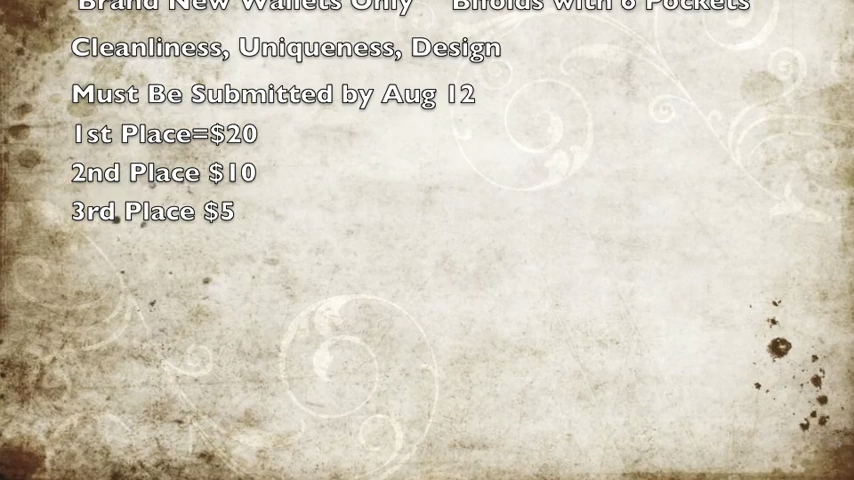 Brand New Wallets Only Bifolds with 6 Pockets
Cleanliness, Uniqueness, Design
Must Be Submitted by Aug 12
1st Place=$20
2nd Place $10
3rd Place $5